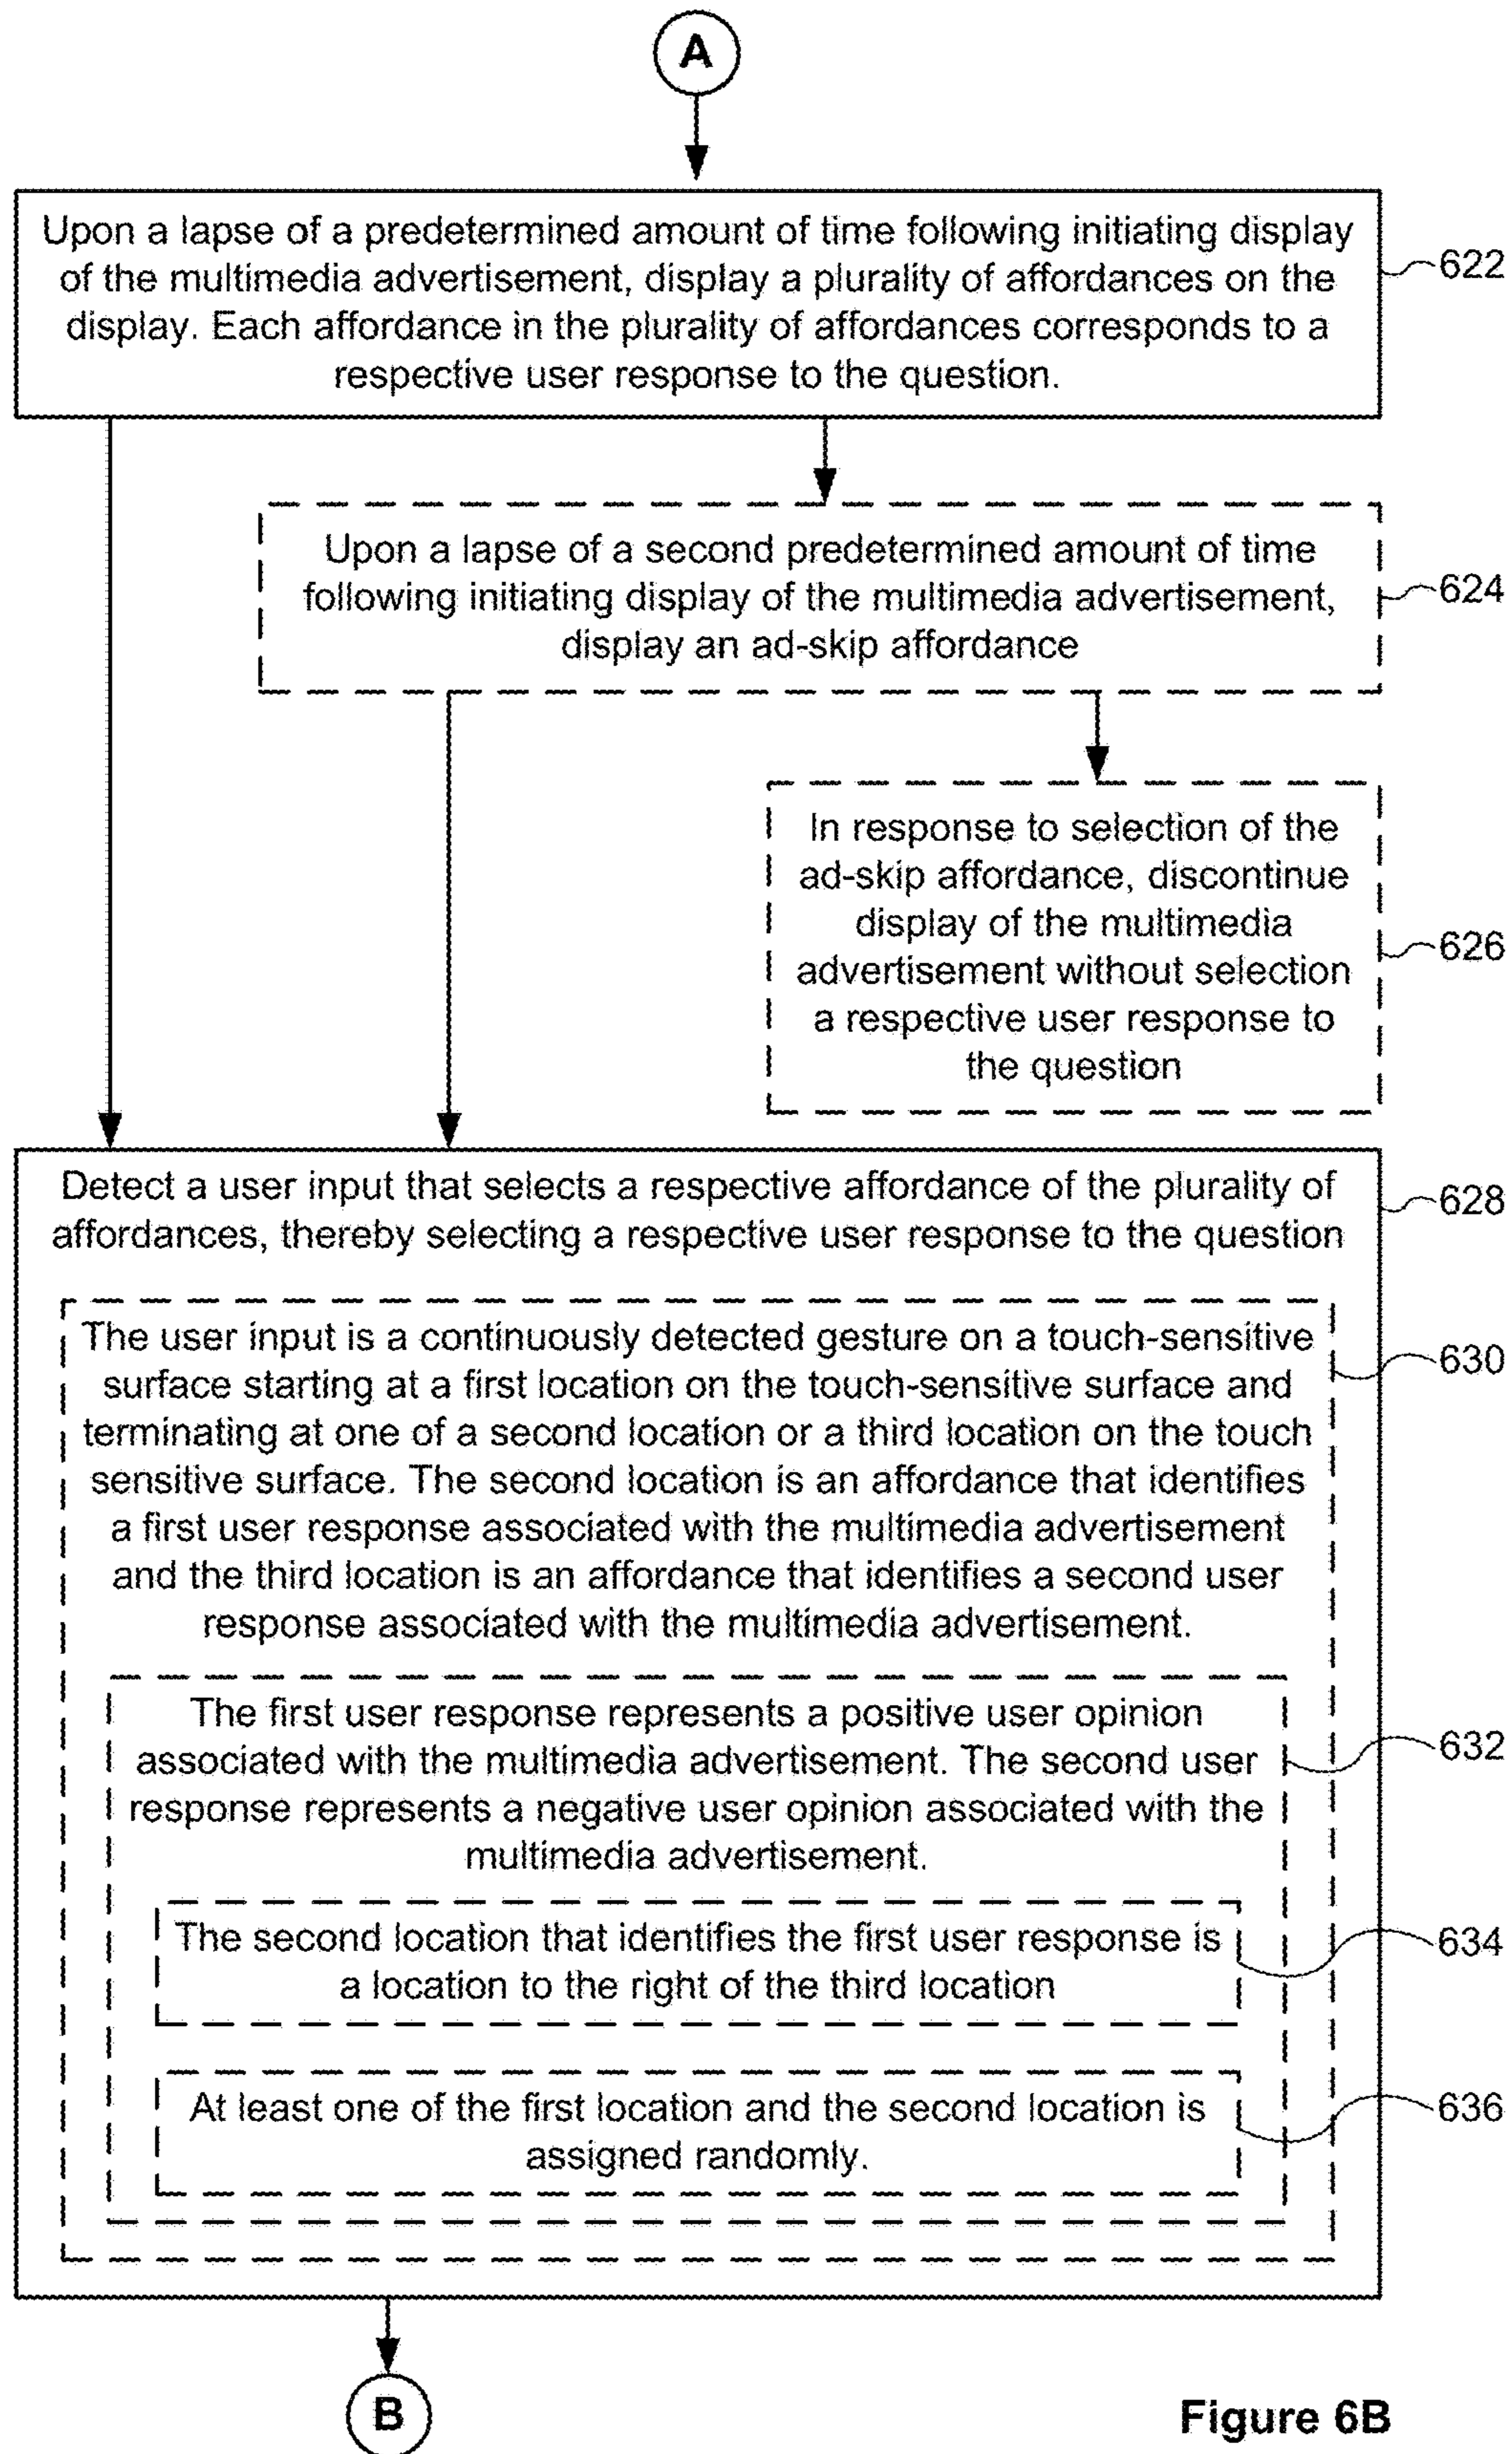 A
Upon a lapse of a predetermined amount of time following initiating display
of the multimedia advertisement, display a plurality of affordances on the
display. Each affordance in the plurality of affordances corresponds to a
respective user response to the question.
622
Upon a lapse of a second predetermined amount of time
following initiating display of the multimedia advertisement,
display an ad-skip affordance
624
In response to selection of the
ad-skip affordance, discontinue
display of the multimedia
advertisement without selection
a respective user response to
the question
626
Detect a user input that selects a respective affordance of the plurality of
affordances, thereby selecting a respective user response to the question
628
The user input is a continuously detected gesture on a touch-sensitive
surface starting at a first location on the touch-sensitive surface and
terminating at one of a second location or a third location on the touch
sensitive surface. The second location is an affordance that identifies
a first user response associated with the multimedia advertisement
and the third location is an affordance that identifies a second user
response associated with the multimedia advertisement.
630
The first user response represents a positive user opinion
associated with the multimedia advertisement. The second user
response represents a negative user opinion associated with the
multimedia advertisement.
632
The second location that identifies the first user response is
a location to the right of the third location
634
At least one of the first location and the second location is
assigned randomly.
636
B
Figure 6B